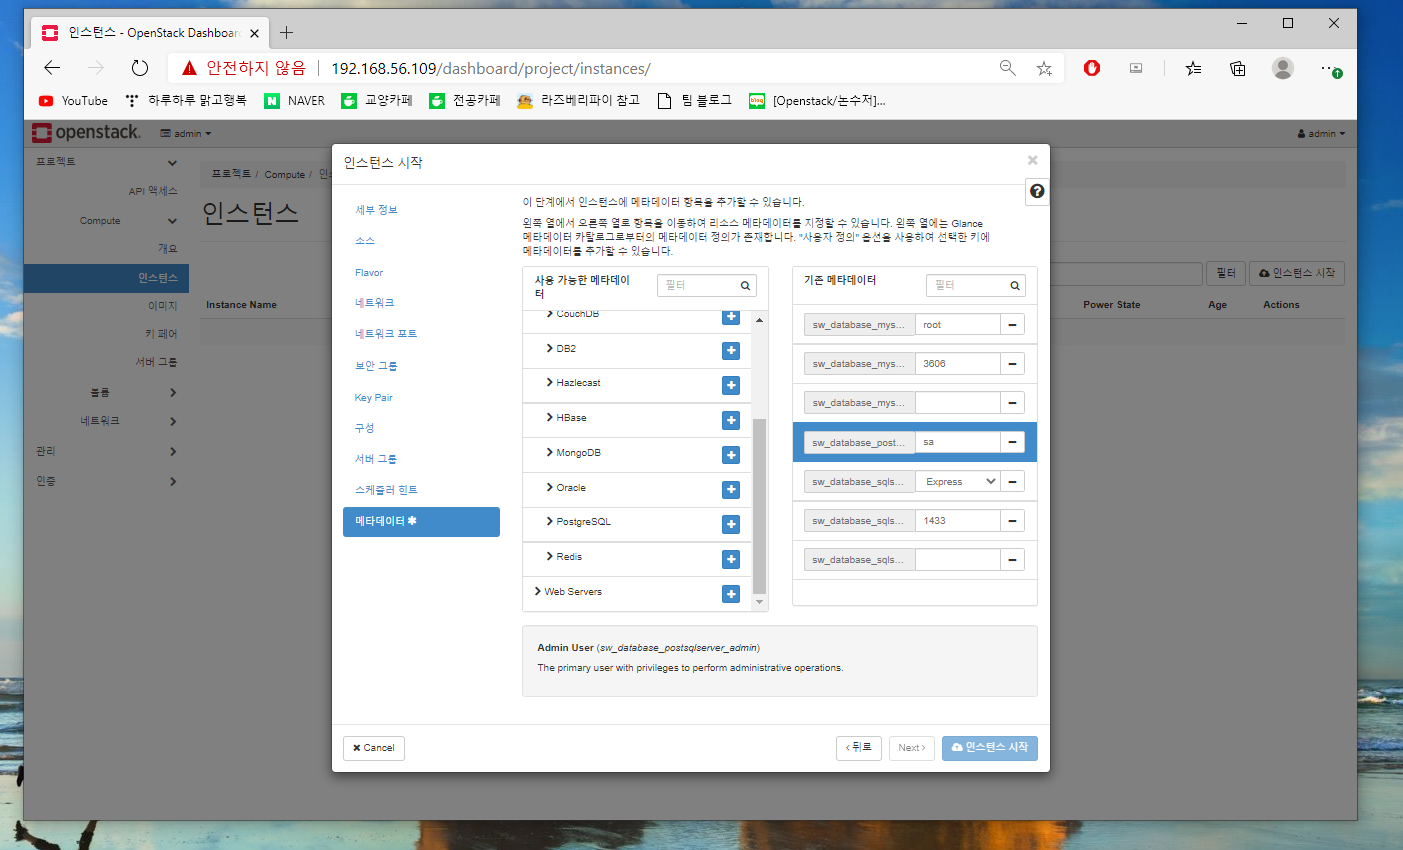 인스턴스 - OpenStack Dashboar
안전하지 않음
192.168.56.109/dashboard/project/instances/
YouTube
하루하루 맑고행복
NAVER
교양카페
전공카페
라즈베리파이 참고
팀 블로그
[Openstack/논수저]...
openstack.
admin
admin
프로젝트
API 액세스
Compute
개요
인스턴스
이미지
키 페어
서버 그룹
볼륨
네트워크
관리
인증
프로젝트 / Compute /
인스턴스
필터
인스턴스 시작
Instance Name
Power State
Age
Actions
인스턴스 시작
세부 정보
소스
Flavor
네트워크
네트워크 포트
보안 그룹
Key Pair
구성
서버 그룹
스케줄러 힌트
메타데이터 ✱
이 단계에서 인스턴스에 메타데이터 항목을 추가할 수 있습니다.
왼쪽 열에서 오른쪽 열로 항목을 이동하여 리소스 메타데이터를 지정할 수 있습니다. 왼쪽 열에는 Glance
메타데이터 카탈로그로부터의 메타데이터 정의가 존재합니다. "사용자 정의" 옵션을 사용하여 선택한 키에
메타데이터를 추가할 수 있습니다.
사용 가능한 메타데이
터
필터
CouchDB
DB2
Hazlecast
HBase
MongoDB
Oracle
PostgreSQL
Redis
Web Servers
기존 메타데이터
필터
sw_database_mys... root
sw_database_mys... 3606
sw_database_mys...
sw_database_post... sa
sw_database_sqls... Express
sw_database_sqls... 1433
sw_database_sqls...
Admin User (sw_database_postsqlserver_admin)
The primary user with privileges to perform administrative operations.
Cancel
< 뒤로
Next >
인스턴스 시작